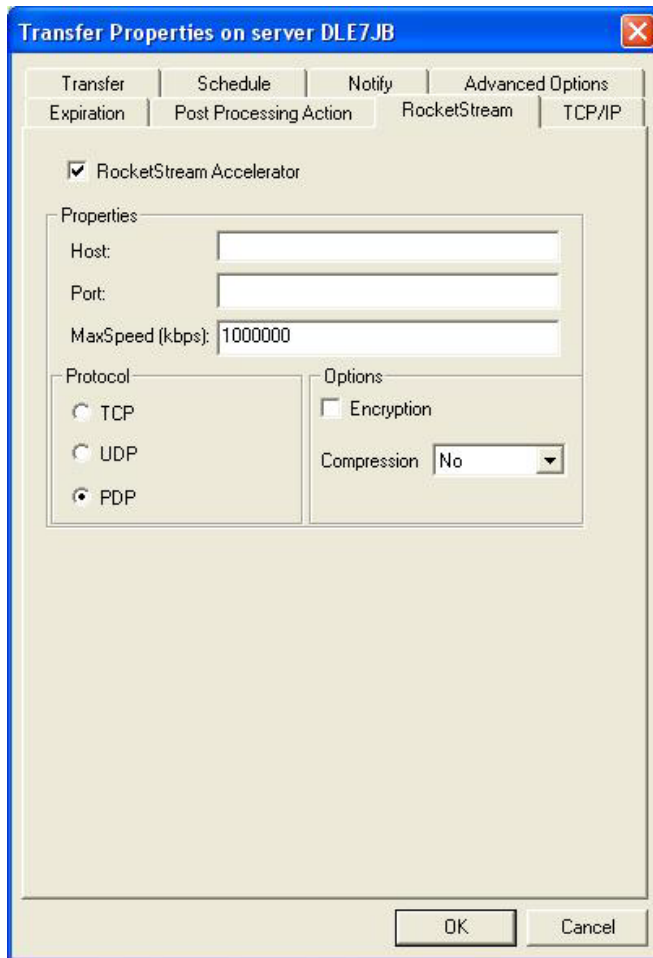 Transfer Properties on server DLE7JB
Transfer Schedule Notify Advanced Options
Expiration Post Processing Action RocketStream TCP/IP
RocketStream Accelerator
Properties
Host:
Port:
MaxSpeed (kbps): 1000000
Protocol Options
TCP Encryption
UDP Compression No
PDP
OK Cancel